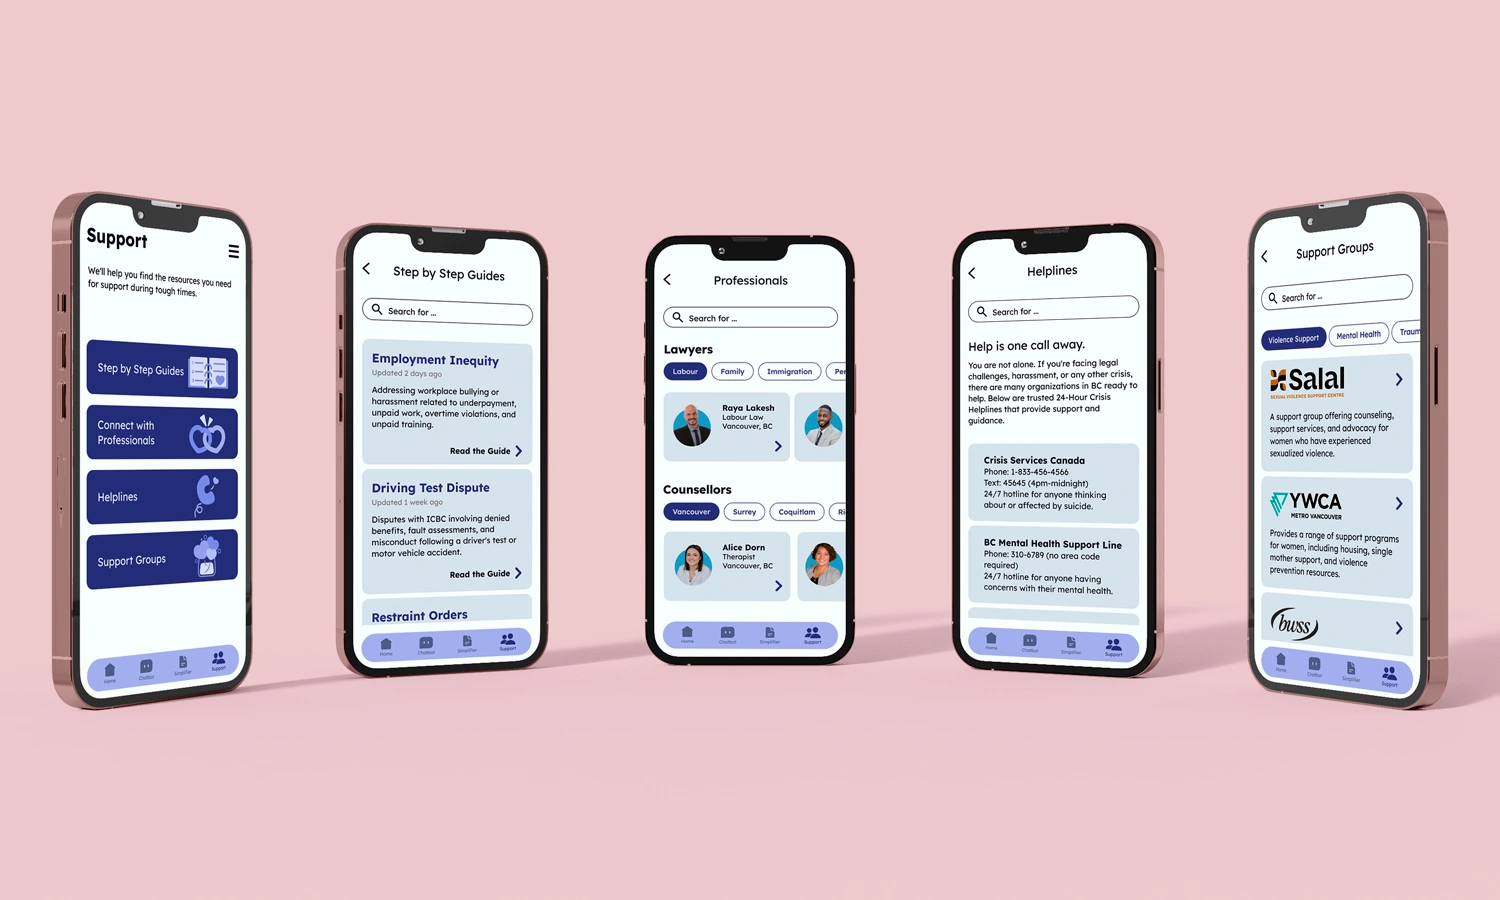 Support
We'll help you find the resources you need
for support during tough times.
Step by Step Guides
Connect with
Professionals
Helplines
Support Groups
Home
Chatbot
Simplifier
Support
Step by Step Guides
Search for ...
Employment Inequity
Updated 2 days ago
Addressing workplace bullying or
harassment related to underpayment,
unpaid work, overtime violations, and
unpaid training.
Read the Guide
Driving Test Dispute
Updated 1 week ago
Disputes with ICBC involving denied
benefits, fault assessments, and
misconduct following a driver's test or
motor vehicle accident.
Read the Guide
Restraint Orders
Home
Chatbot
Simplifier
Support
Professionals
Search for ...
Lawyers
Labour
Family
Immigration
Per
Raya Lakesh
Labour Law
Vancouver, BC
Counsellors
Vancouver
Surrey
Coquitlam
Ri
Alice Dorn
Therapist
Vancouver, BC
Home
Chatbot
Simplifier
Support
Helplines
Search for ...
Help is one call away.
You are not alone. If you're facing legal
challenges, harassment, or any other crisis,
there are many organizations in BC ready to
help. Below are trusted 24-Hour Crisis
Helplines that provide support and
guidance.
Crisis Services Canada
Phone: 1-833-456-4566
Text: 45645 (4pm-midnight)
24/7 hotline for anyone thinking
about or affected by suicide.
BC Mental Health Support Line
Phone: 310-6789 (no area code
required)
24/7 hotline for anyone having
concerns with their mental health.
Home
Chatbot
Simplifier
Support
Support Groups
Search for ...
Violence Support
Mental Health
Traum
Salal
SEXUAL VIOLENCE SUPPORT CENTRE
A support group offering counseling,
support services, and advocacy for
women who have experienced
sexualized violence.
YWCA
METRO VANCOUVER
Provides a range of support programs
for women, including housing, single
mother support, and violence
prevention resources.
bwss
Home
Chatbot
Simplifier
Support